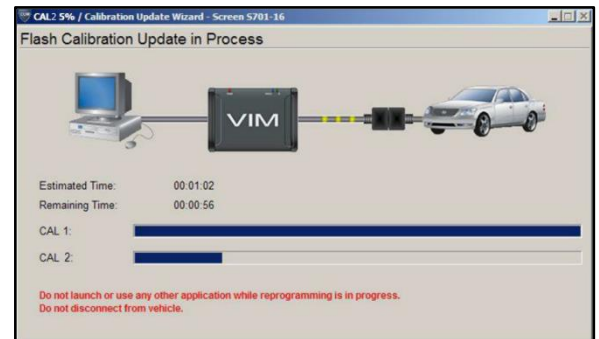 CAL2 5% / Calibration Update Wizard - Screen S701-16
Flash Calibration Update in Process
VIM
Estimated Time: 00:01:02
Remaining Time: 00:00:56
CAL 1:
CAL 2:
Do not launch or use any other application while reprogramming is in progress.
Do not disconnect from vehicle.